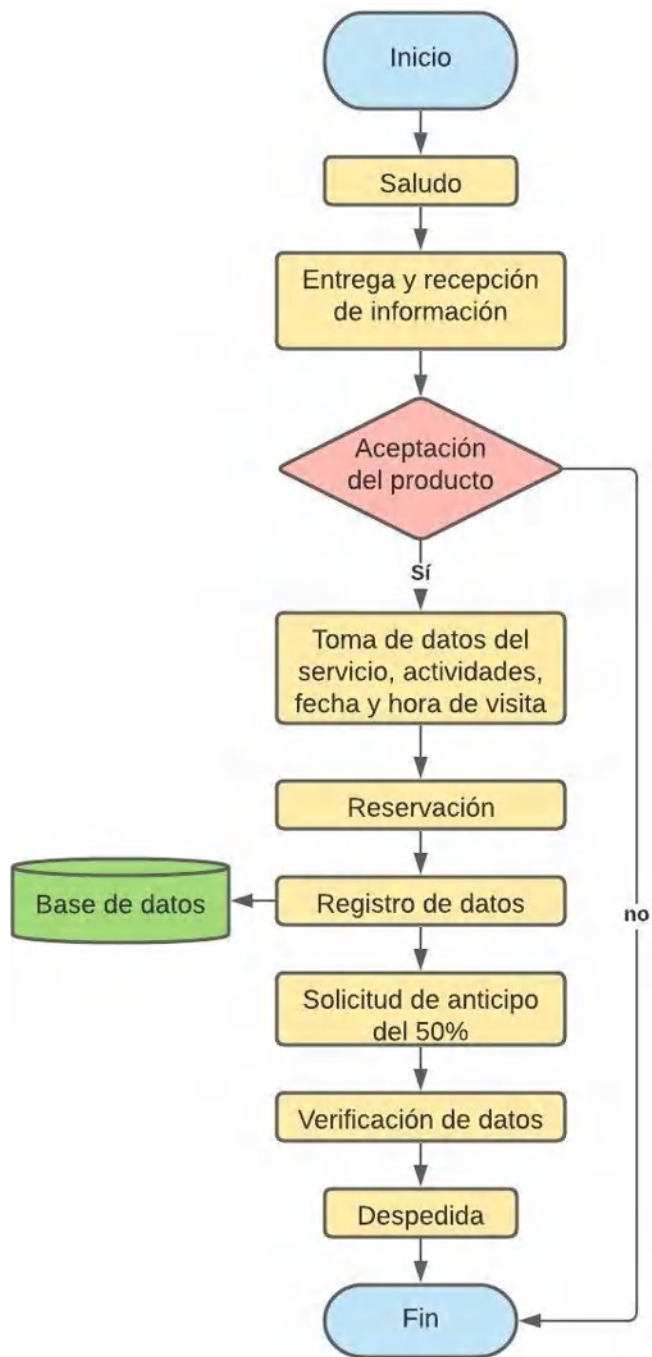 Inicio
Saludo
Entrega y recepción
de información
Aceptación
del producto
Sí
Toma de datos del
servicio, actividades,
fecha y hora de visita
Reservación
Base de datos
Registro de datos
no
Solicitud de anticipo
del 50%
Verificación de datos
Despedida
Fin